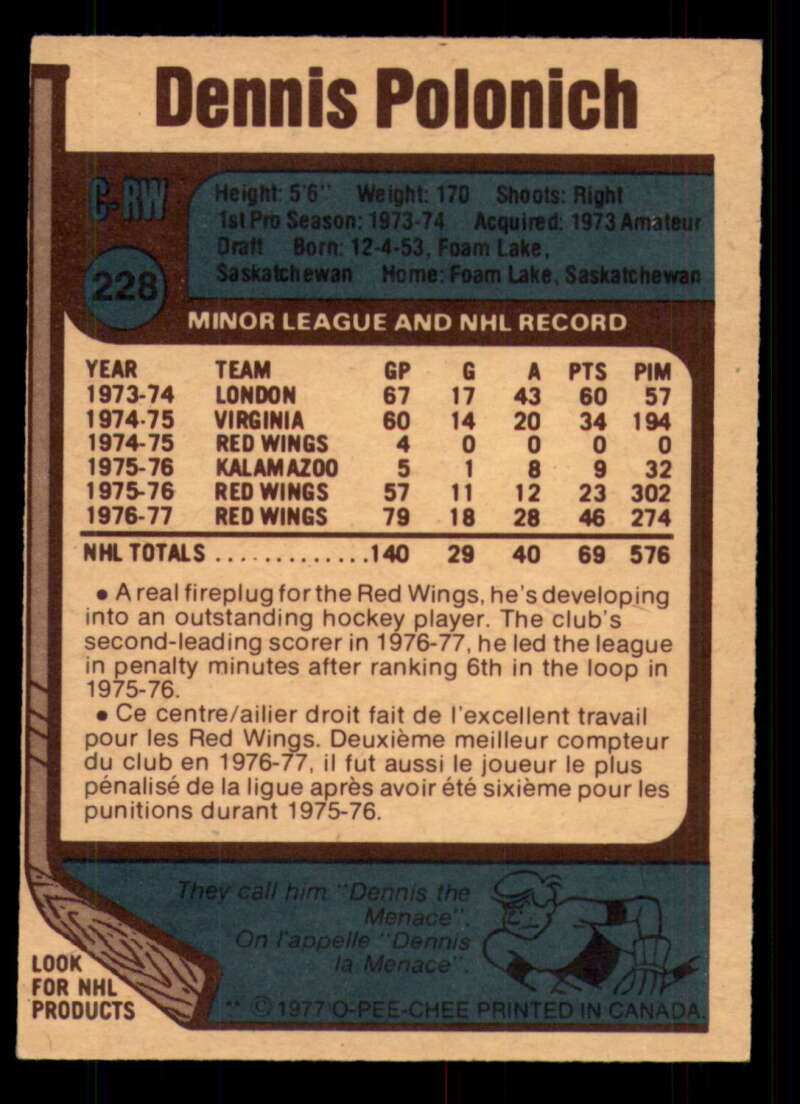 Dennis Polonich
C-RW
Height: 5'6" Weight: 170 Shoots: Right
1st Pro Season: 1973-74 Acquired: 1973 Amateur
Draft Born: 12-4-53, Foam Lake,
Saskatchewan Home: Foam Lake, Saskatchewan
228
MINOR LEAGUE AND NHL RECORD
YEAR TEAM GP G A PTS PIM
1973-74 LONDON 67 17 43 60 57
1974-75 VIRGINIA 60 14 20 34 194
1974-75 RED WINGS 4 0 0 0 0
1975-76 KALAMAZOO 5 1 8 9 32
1975-76 RED WINGS 57 11 12 23 302
1976-77 RED WINGS 79 18 28 46 274
NHL TOTALS ..............140 29 40 69 576
• A real fireplug for the Red Wings, he's developing
into an outstanding hockey player. The club's
second-leading scorer in 1976-77, he led the league
in penalty minutes after ranking 6th in the loop in
1975-76.
• Ce centre/ailier droit fait de l'excellent travail
pour les Red Wings. Deuxième meilleur compteur
du club en 1976-77, il fut aussi le joueur le plus
pénalisé de la ligue après avoir été sixième pour les
punitions durant 1975-76.
They call him "Dennis the
Menace".
On l'appelle "Dennis
la Menace".
LOOK
FOR NHL
PRODUCTS
** © 1977 O-PEE-CHEE PRINTED IN CANADA.